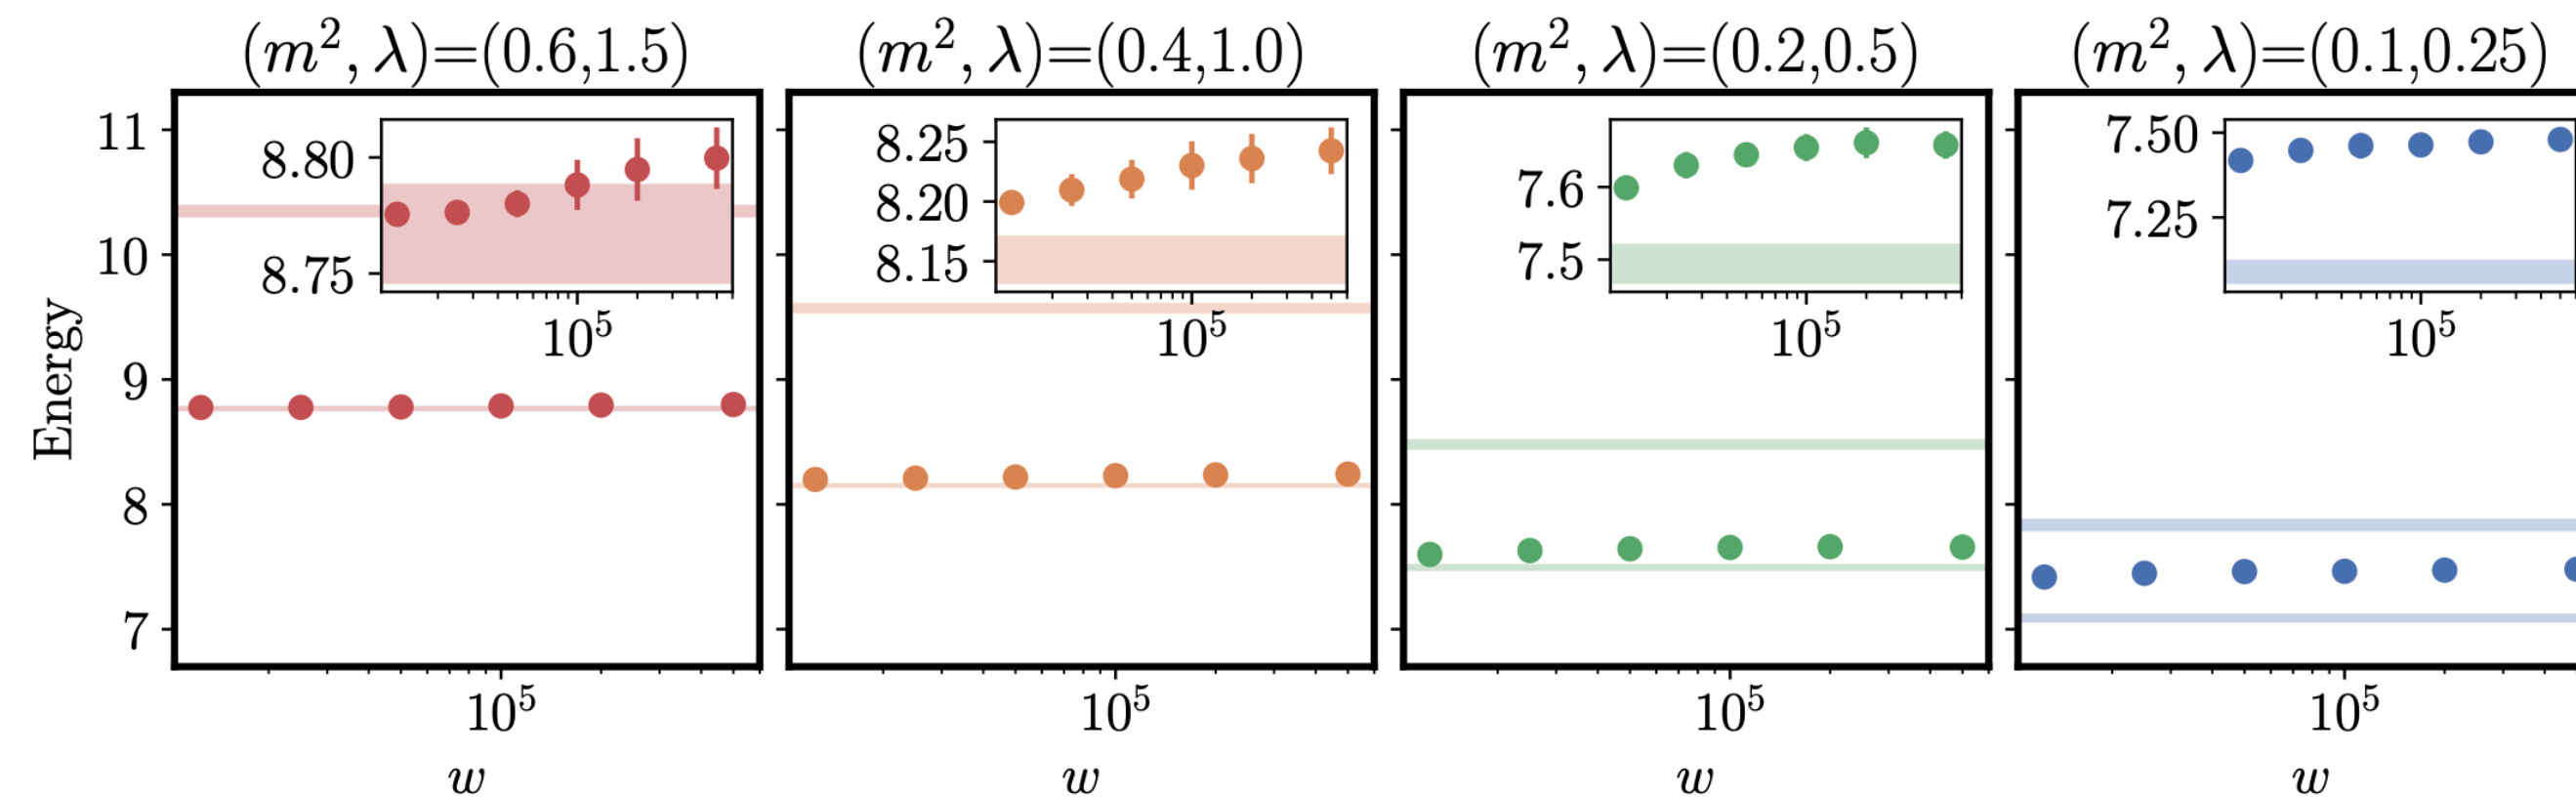 (m², λ)=(0.6,1.5)
(m², λ)=(0.4,1.0)
(m², λ)=(0.2,0.5)
(m², λ)=(0.1,0.25)
Energy
11
10
9
8
7
8.80
8.75
10⁵
10⁵
w
8.25
8.20
8.15
10⁵
10⁵
w
7.6
7.5
10⁵
10⁵
w
7.50
7.25
10⁵
10⁵
w